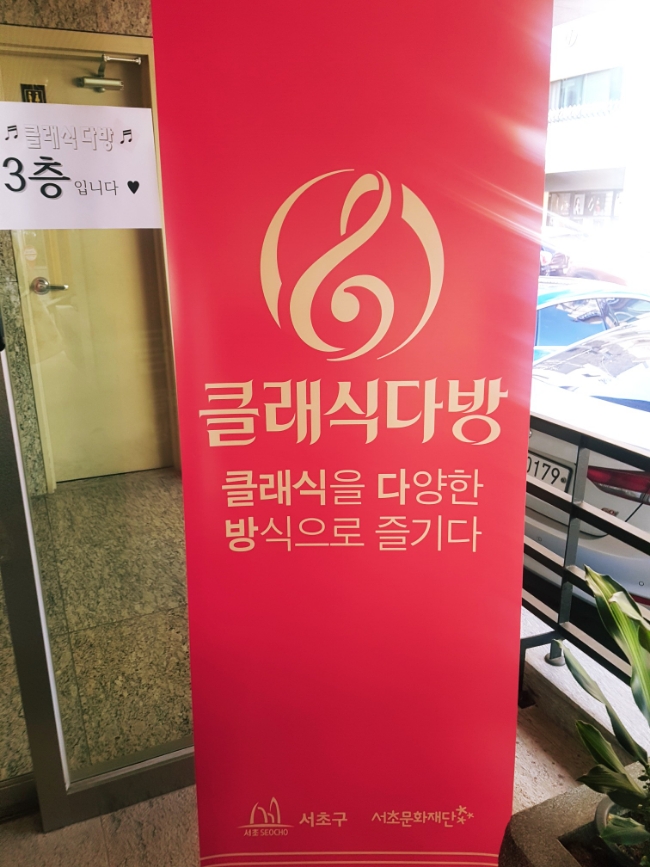 ♬ 클래식다방 ♬
3층 입니다 ♥
클래식다방
클래식을 다양한
방식으로 즐기다
서초 SEOCHO
서초구
서초문화재단
0179